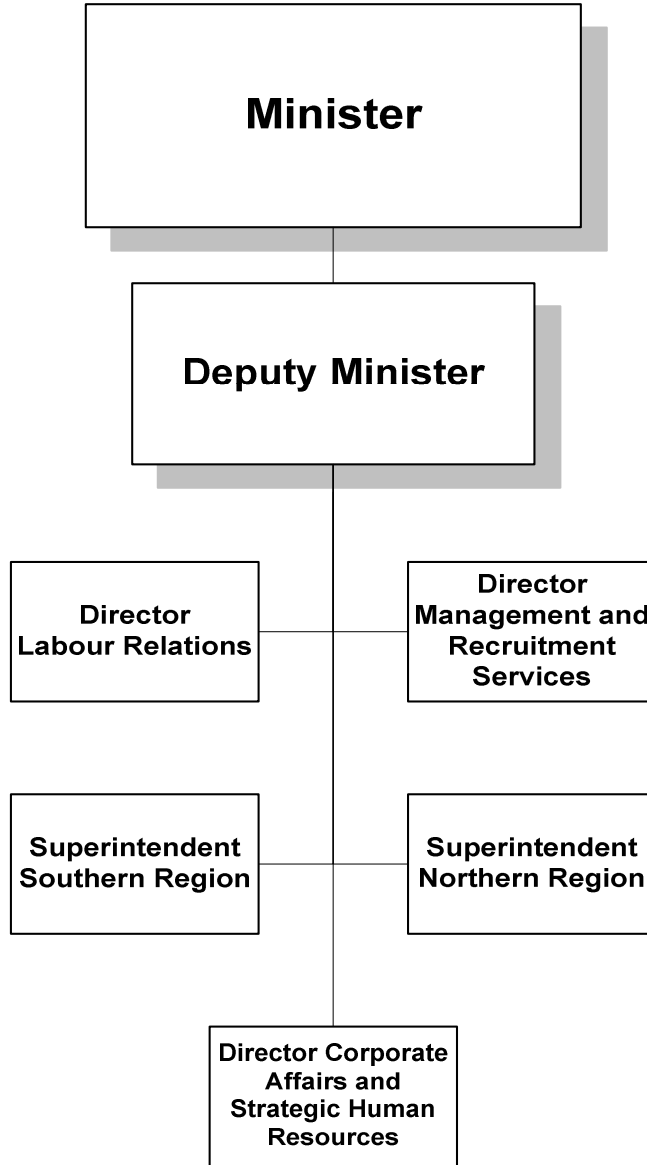 Minister
Deputy Minister
Director
Labour Relations
Director
Management and
Recruitment
Services
Superintendent
Southern Region
Superintendent
Northern Region
Director Corporate
Affairs and
Strategic Human
Resources